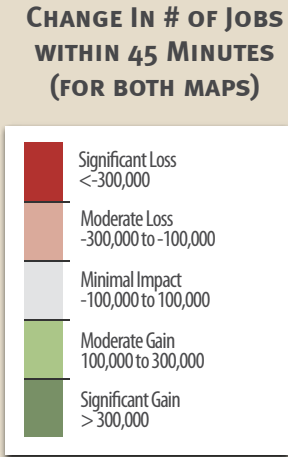 Change In # of Jobs
within 45 Minutes
(for both maps)
Significant Loss
<-300,000
Moderate Loss
-300,000 to -100,000
Minimal Impact
-100,000 to 100,000
Moderate Gain
100,000 to 300,000
Significant Gain
> 300,000